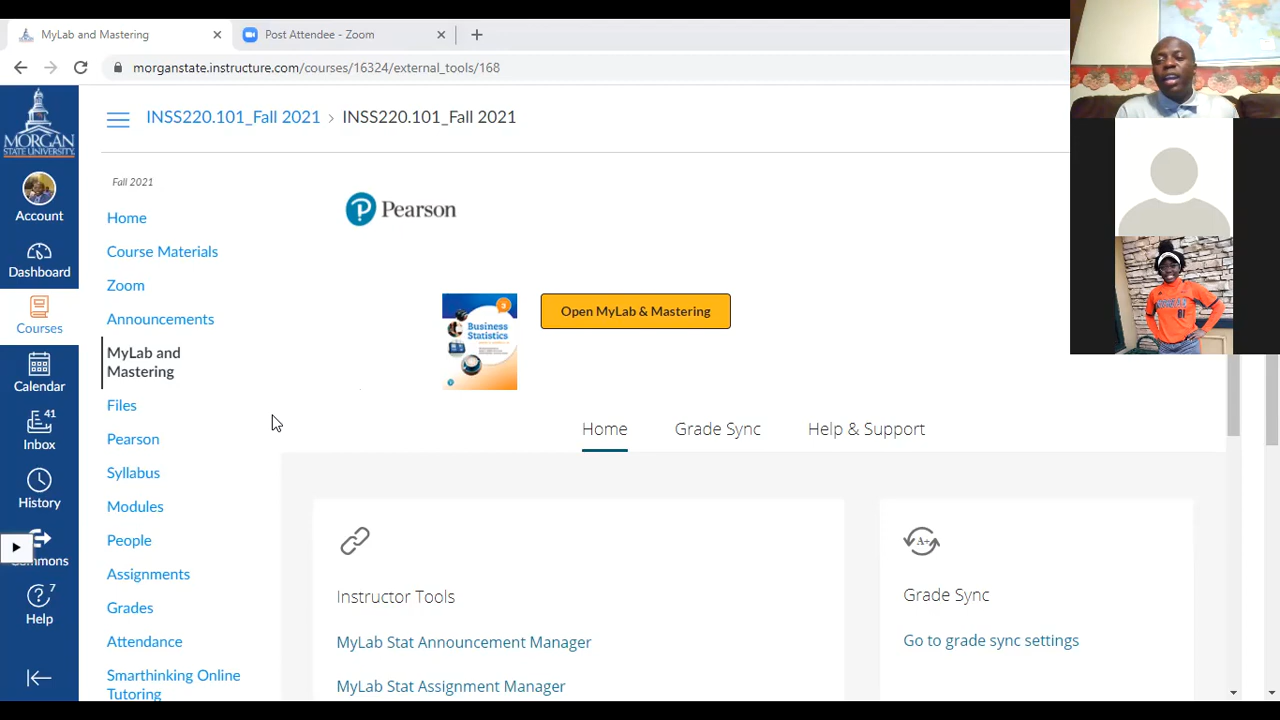 MyLab and Mastering
Post Attendee - Zoom
morganstate.instructure.com/courses/16324/external_tools/168
MORGAN
STATE UNIVERSITY
Account
Dashboard
Courses
Calendar
41
Inbox
History
Commons
7
Help
INSS220.101_Fall 2021 > INSS220.101_Fall 2021
Fall 2021
Home
Course Materials
Zoom
Announcements
MyLab and
Mastering
Files
Pearson
Syllabus
Modules
People
Assignments
Grades
Attendance
Smarthinking Online
Tutoring
P Pearson
Business
Statistics
Open MyLab & Mastering
Home
Grade Sync
Help & Support
Instructor Tools
MyLab Stat Announcement Manager
MyLab Stat Assignment Manager
A+
Grade Sync
Go to grade sync settings